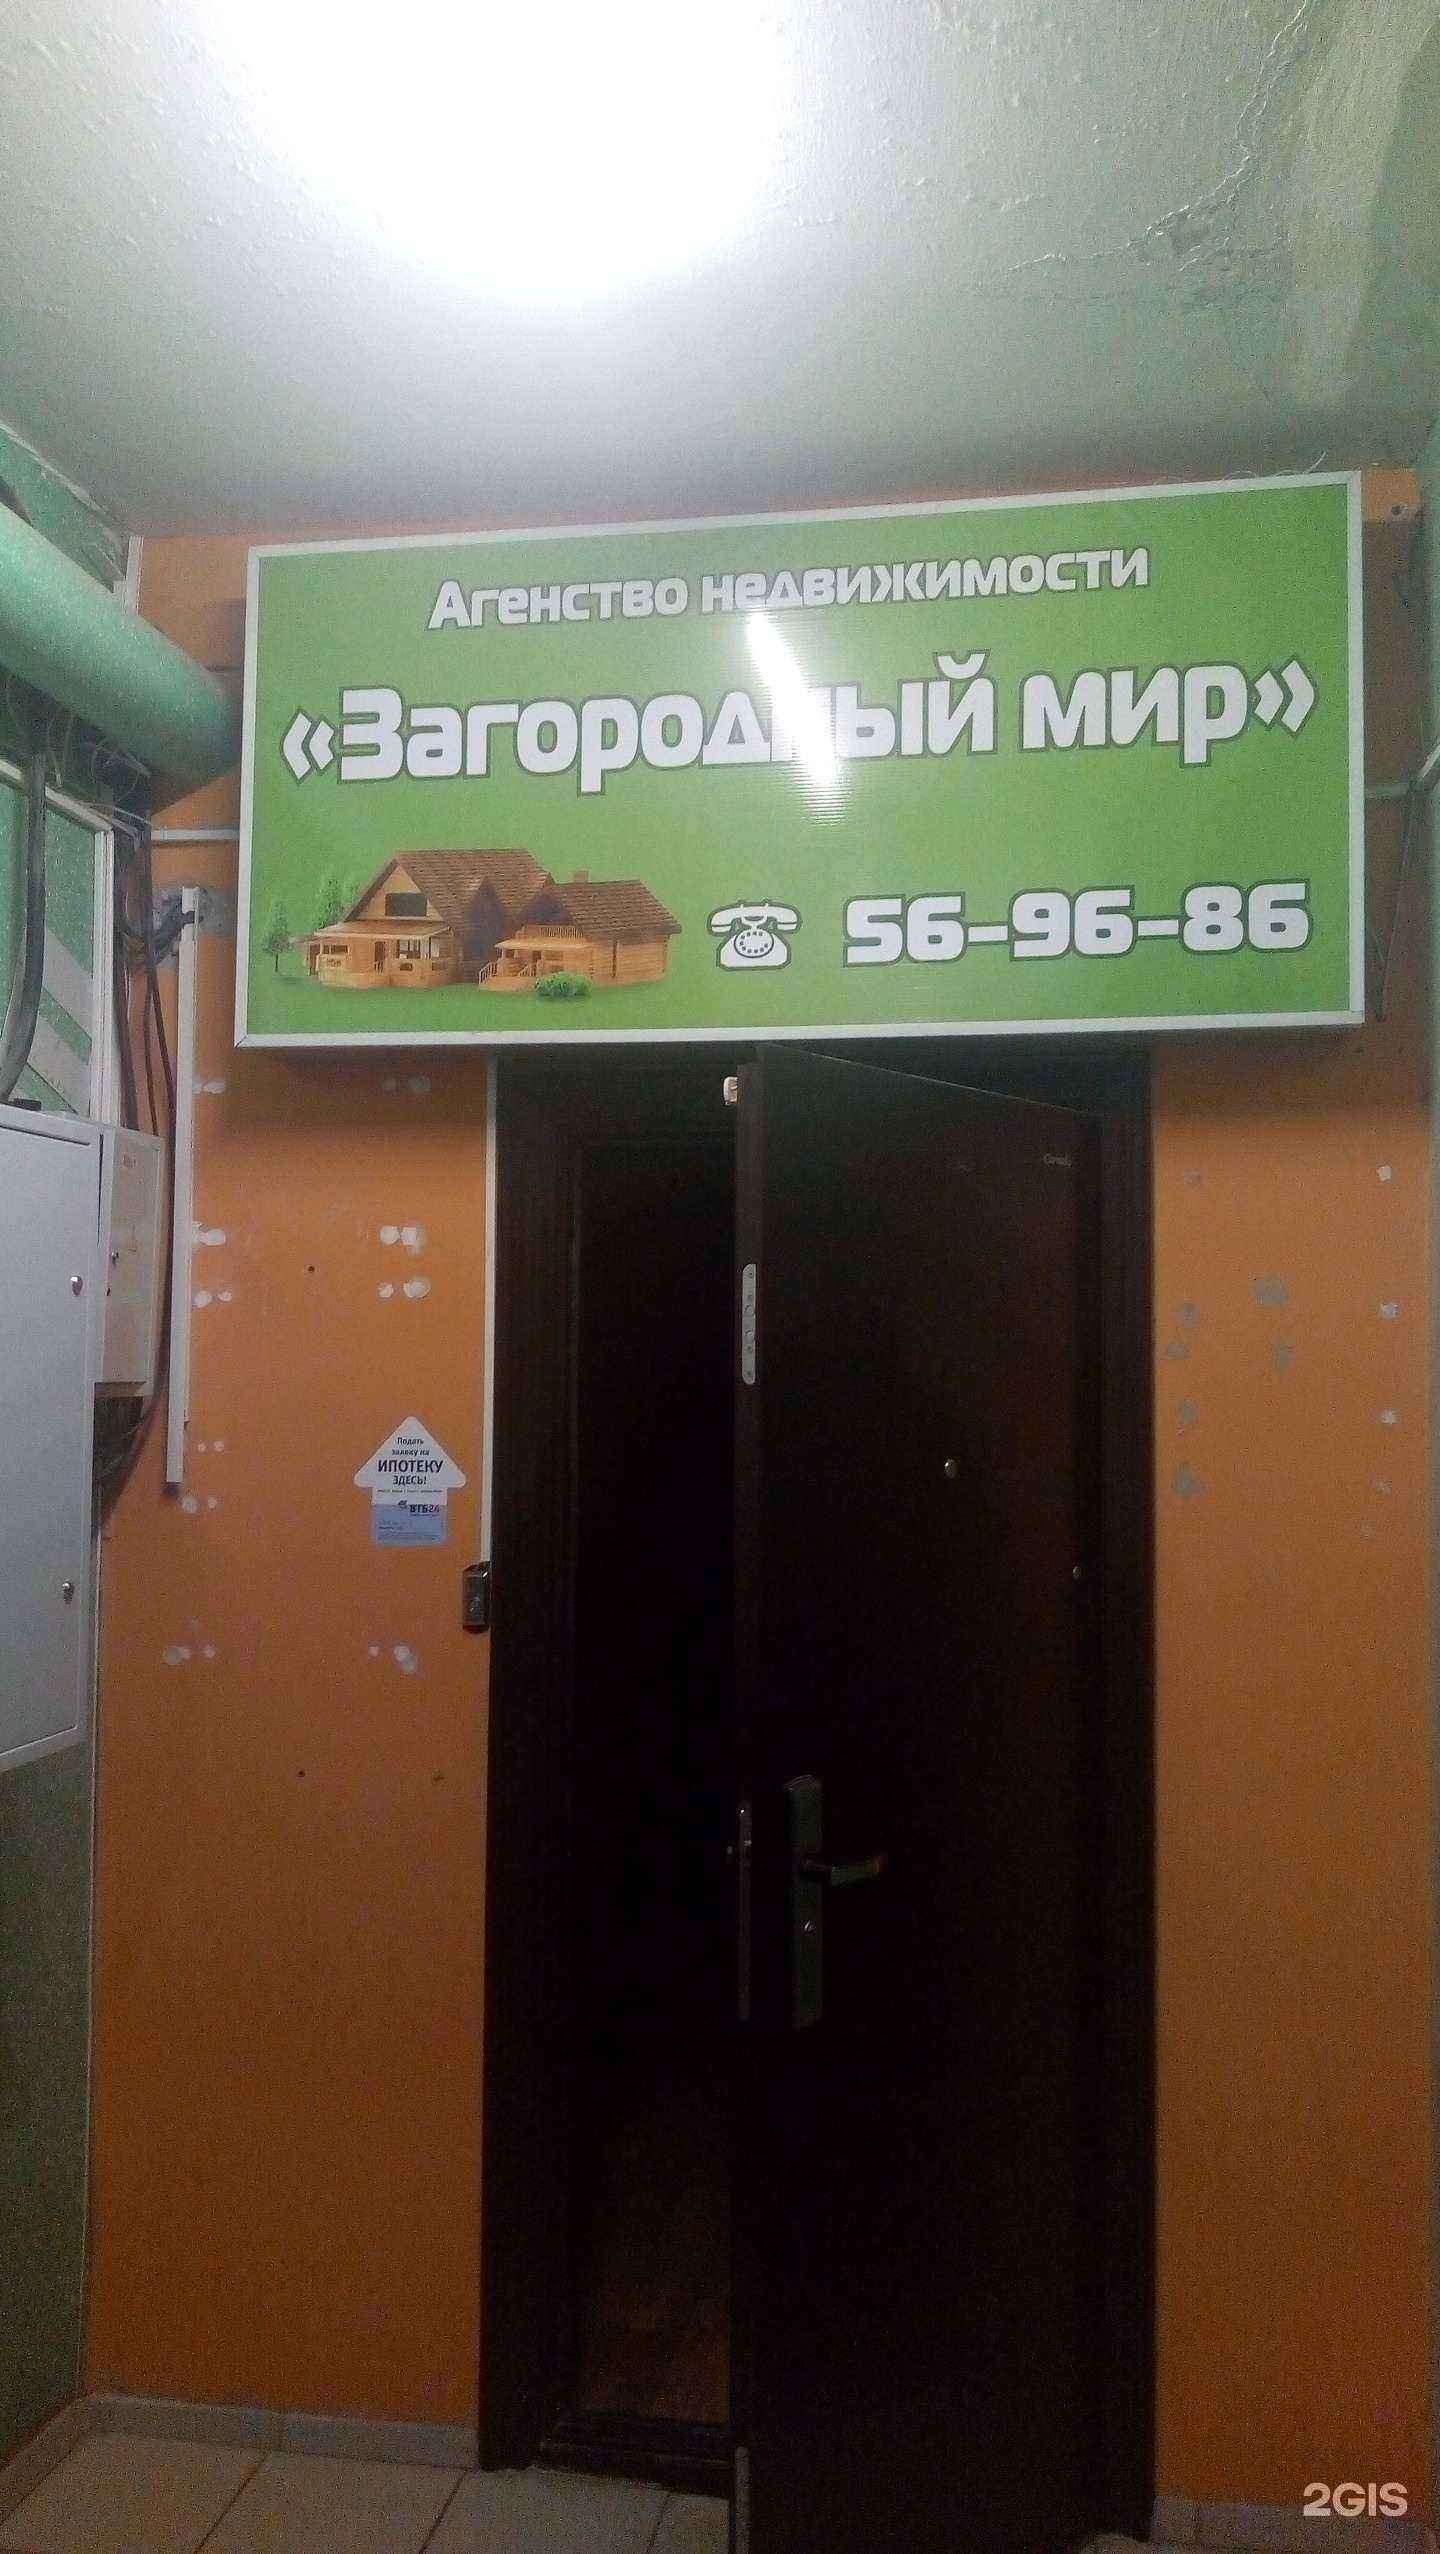 Агенство недвижимости
«Загородный мир»
56-96-86
Подать
заявку на
ИПОТЕКУ
ЗДЕСЬ!
ВТБ24
2GIS